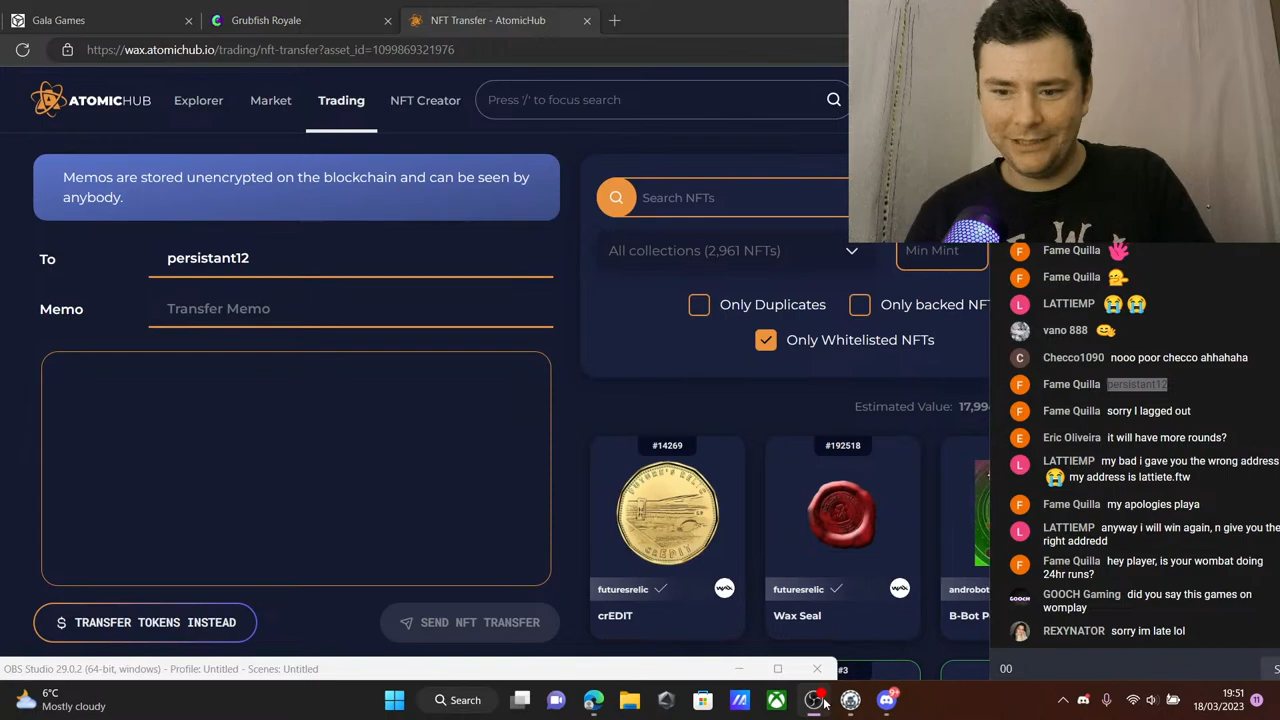 Gala Games
Grubfish Royale
NFT Transfer - AtomicHub
https://wax.atomichub.io/trading/nft-transfer?asset_id=1099869321976
ATOMICHUB
Explorer
Market
Trading
NFT Creator
Press '/' to focus search
Memos are stored unencrypted on the blockchain and can be seen by
anybody.
To
persistant12
Memo
Transfer Memo
TRANSFER TOKENS INSTEAD
SEND NFT TRANSFER
Search NFTs
All collections (2,961 NFTs)
Min Mint
Only Duplicates
Only backed NFT
Only Whitelisted NFTs
Estimated Value: 17,99
#14269
FUTURE'S RELIC
CREDIT
futuresrelic
crEDIT
#192518
futuresrelic
Wax Seal
androbot
B-Bot P
#3
Fame Quilla
Fame Quilla
LATTIEMP
vano 888
Checco1090 nooo poor checco ahhahaha
Fame Quilla persistant12
Fame Quilla sorry I lagged out
Eric Oliveira it will have more rounds?
LATTIEMP my bad i gave you the wrong address
my address is lattiete.ftw
Fame Quilla my apologies playa
LATTIEMP anyway i will win again, n give you the
right addredd
Fame Quilla hey player, is your wombat doing
24hr runs?
GOOCH Gaming did you say this games on
womplay
REXYNATOR sorry im late lol
00
OBS Studio 29.0.2 (64-bit, windows) - Profile: Untitled - Scenes: Untitled
6°C
Mostly cloudy
Search
9+
19:51
18/03/2023
11